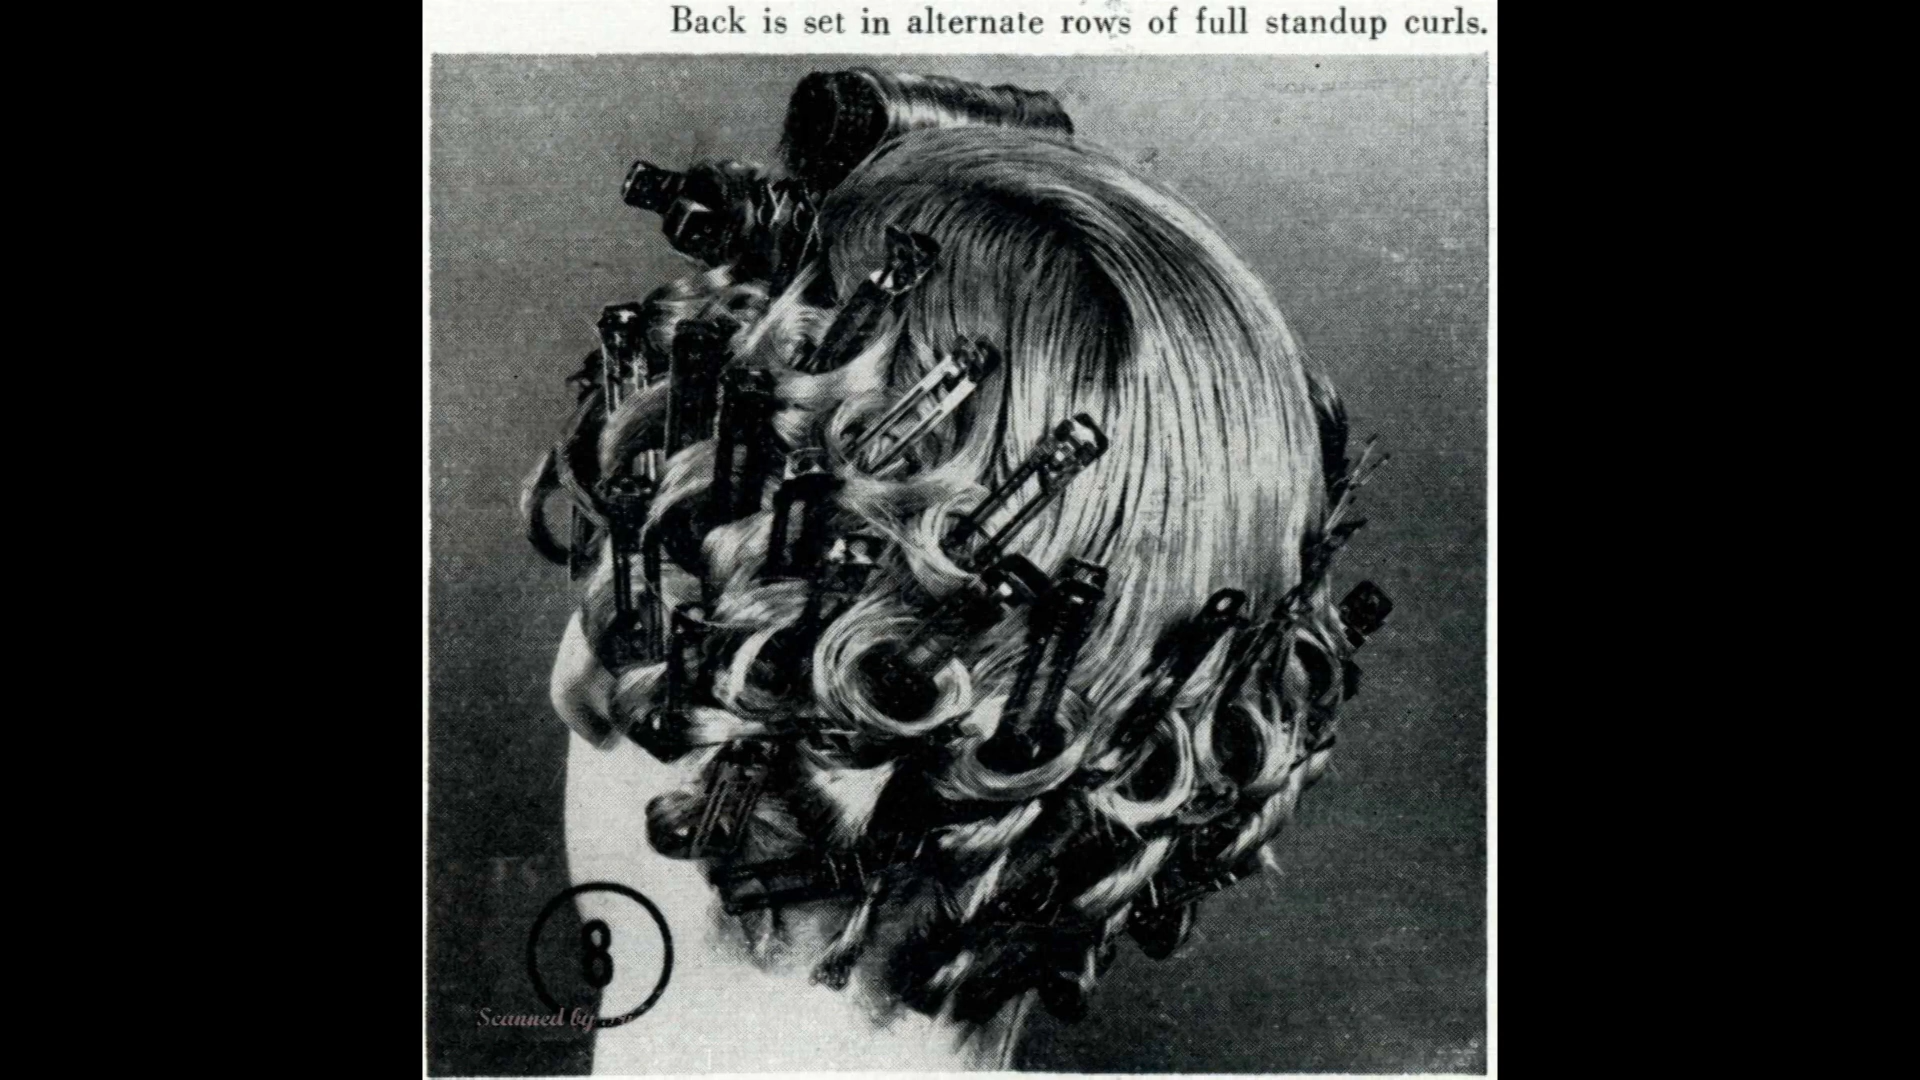 Back is set in alternate rows of full standup curls.
8
Scanned by